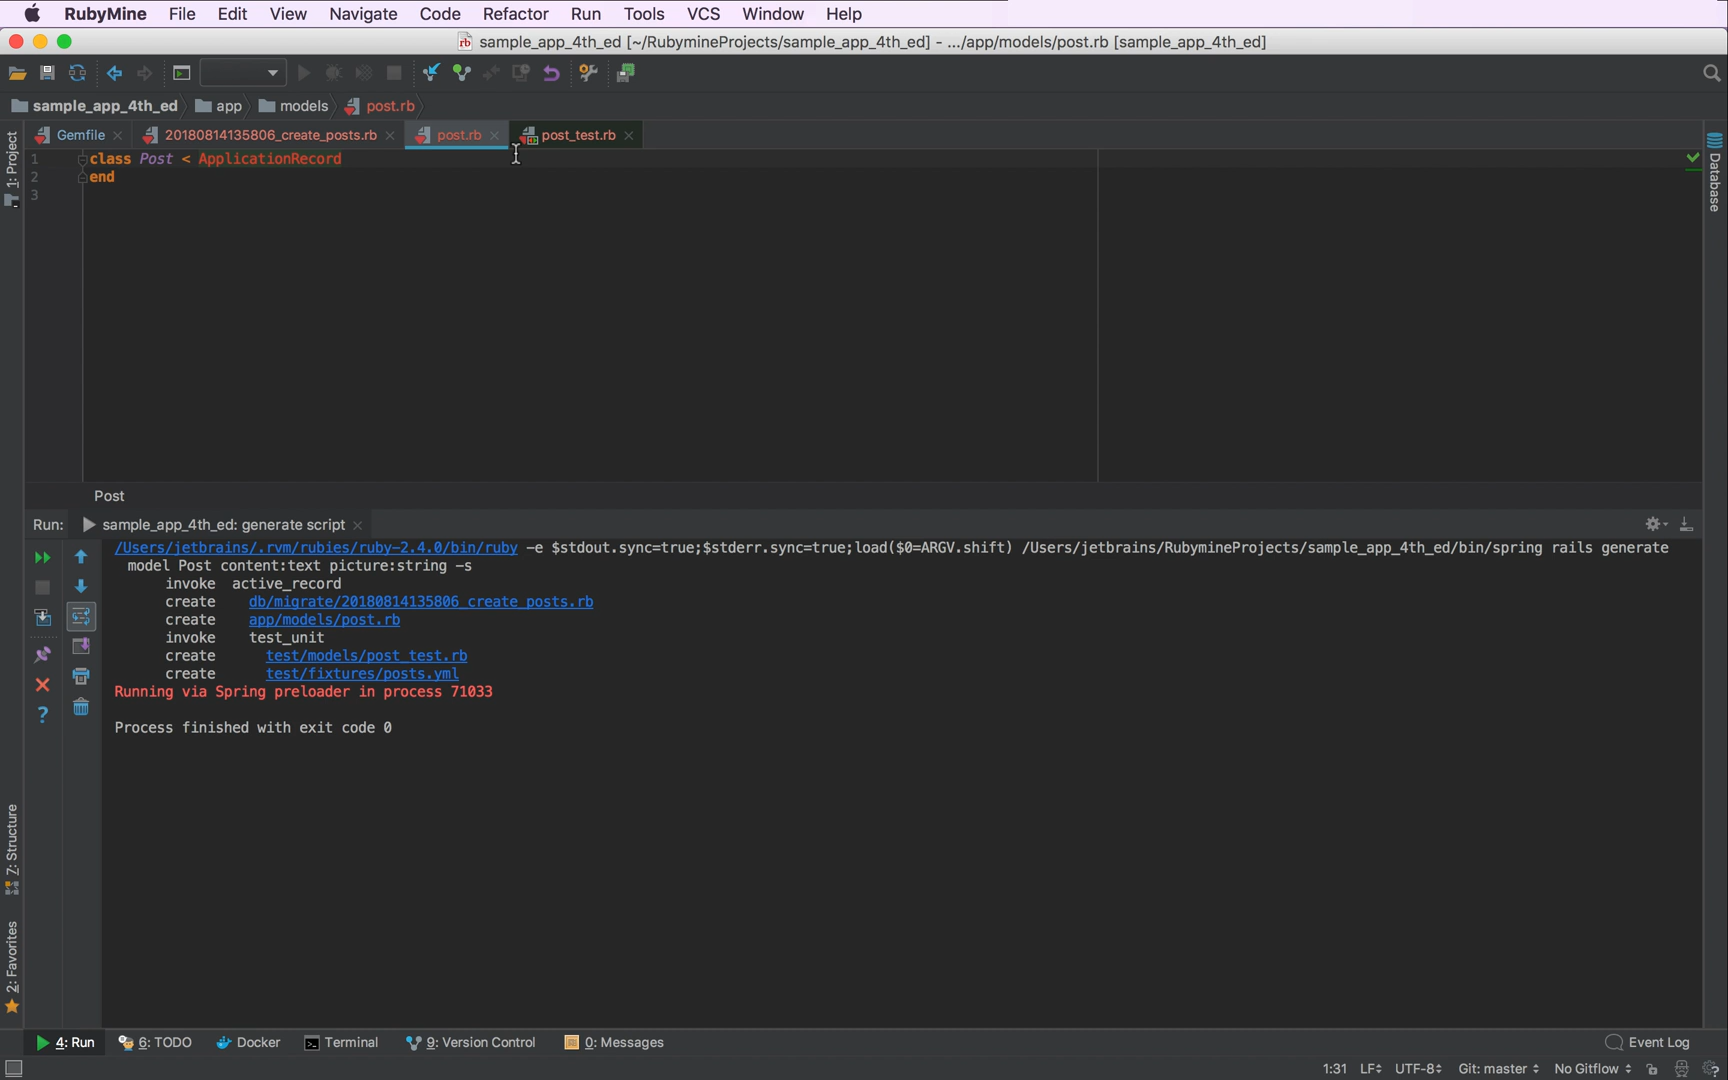 RubyMine File Edit View Navigate Code Refactor Run Tools VCS Window Help
sample_app_4th_ed [~/RubymineProjects/sample_app_4th_ed] - .../app/models/post.rb [sample_app_4th_ed]
sample_app_4th_ed app models post.rb
Gemfile 20180814135806_create_posts.rb post.rb post_test.rb
1: Project
Database
1 class Post < ApplicationRecord
2 end
3
Post
Run: sample_app_4th_ed: generate script
/Users/jetbrains/.rvm/rubies/ruby-2.4.0/bin/ruby -e $stdout.sync=true;$stderr.sync=true;load($0=ARGV.shift) /Users/jetbrains/RubymineProjects/sample_app_4th_ed/bin/spring rails generate
model Post content:text picture:string -s
invoke active_record
create db/migrate/20180814135806_create_posts.rb
create app/models/post.rb
invoke test_unit
create test/models/post_test.rb
create test/fixtures/posts.yml
Running via Spring preloader in process 71033
Process finished with exit code 0
7: Structure
2: Favorites
4: Run 6: TODO Docker Terminal 9: Version Control 0: Messages Event Log
1:31 LF UTF-8 Git: master No Gitflow